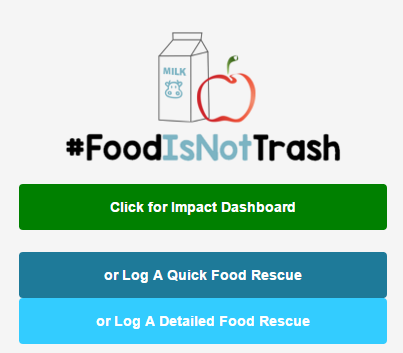 MILK
#FoodIsNotTrash
Click for Impact Dashboard
or Log A Quick Food Rescue
or Log A Detailed Food Rescue